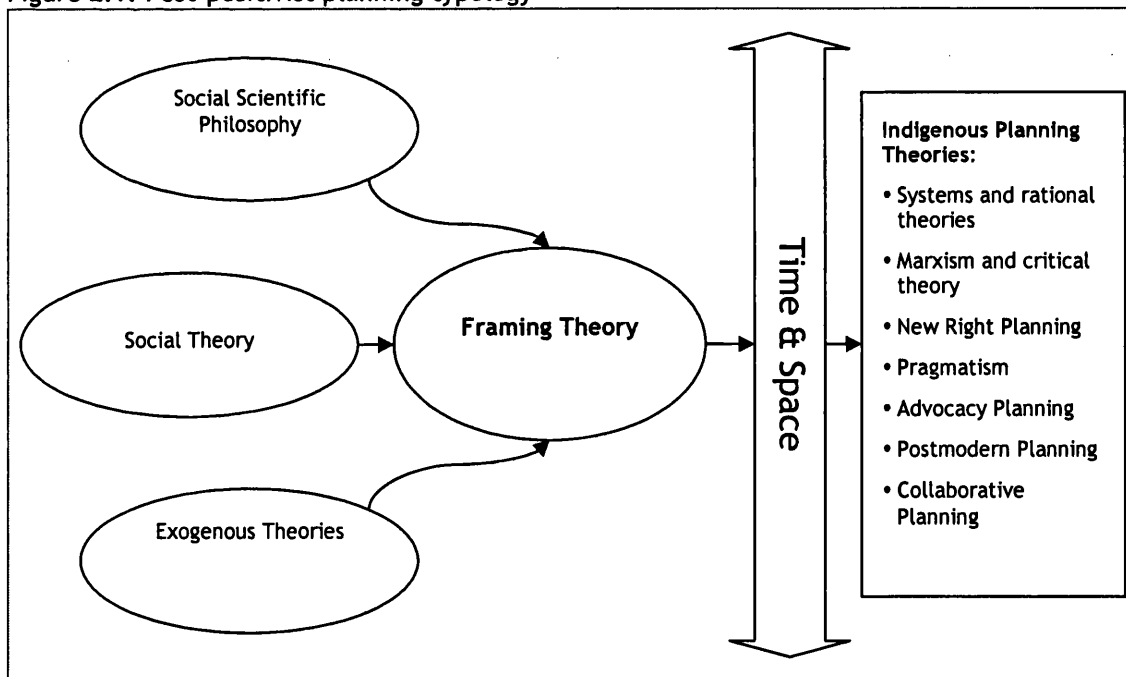 Social Scientific
Philosophy
Social Theory
Exogenous Theories
Framing Theory
Time & Space
Indigenous Planning
Theories:
• Systems and rational
theories
• Marxism and critical
theory
• New Right Planning
• Pragmatism
• Advocacy Planning
• Postmodern Planning
• Collaborative
Planning